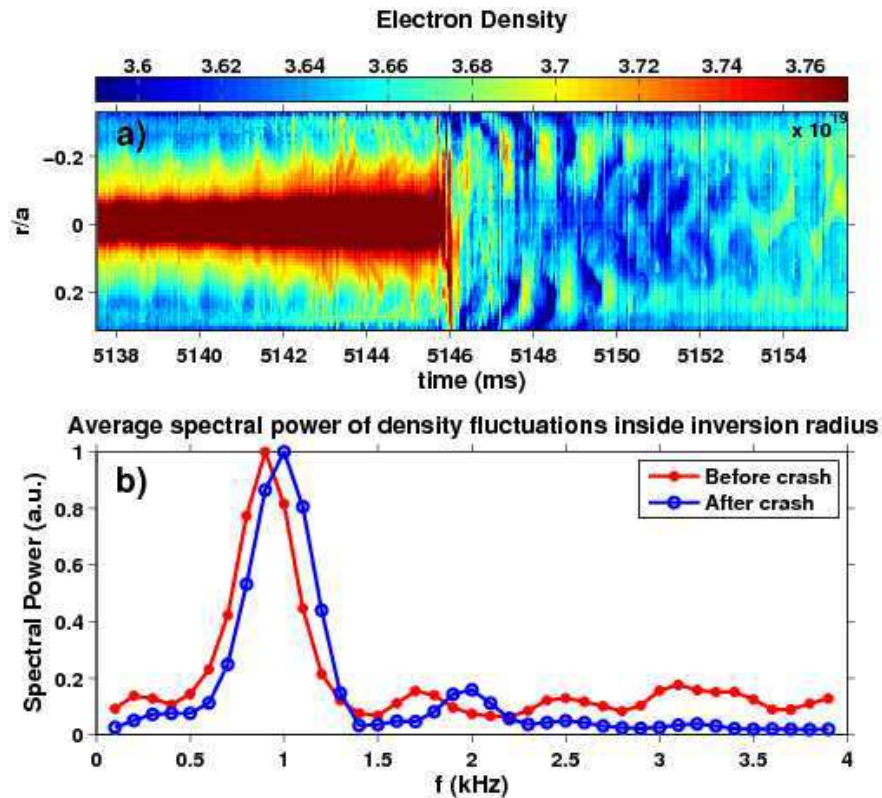 Electron Density
3.6 3.62 3.64 3.66 3.68 3.7 3.72 3.74 3.76
a)
x 10^19
-0.2
0
0.2
r/a
5138 5140 5142 5144 5146 5148 5150 5152 5154
time (ms)
Average spectral power of density fluctuations inside inversion radius
b)
Before crash
After crash
1
0.8
0.6
0.4
0.2
0
Spectral Power (a.u.)
0 0.5 1 1.5 2 2.5 3 3.5 4
f (kHz)